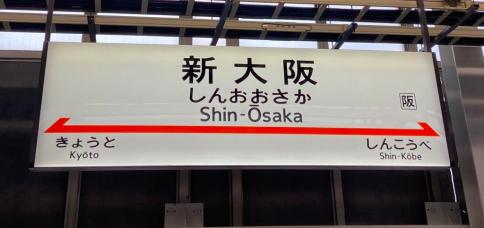 新大阪
しんおおさか
Shin-Ōsaka
阪
きょうと
Kyōto
しんこうべ
Shin-Kōbe